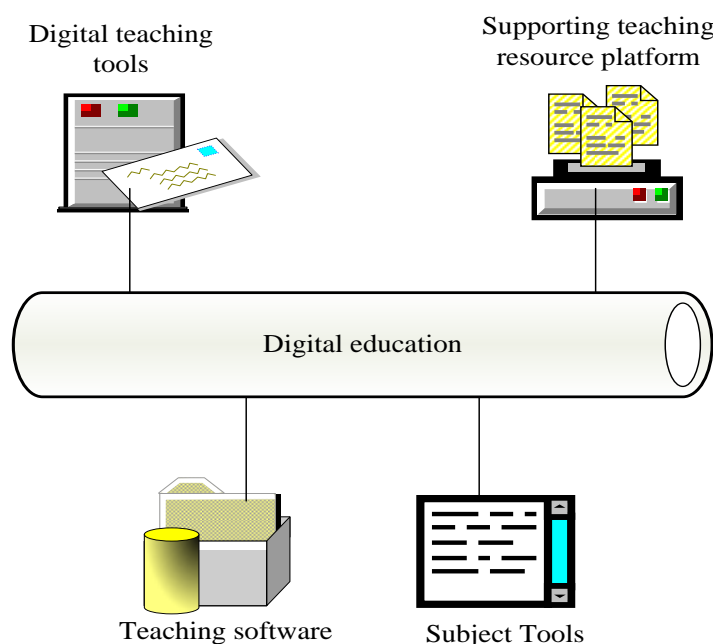 Digital teaching
tools
Supporting teaching
resource platform
Digital education
Teaching software
Subject Tools